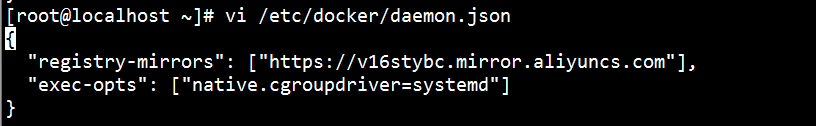 [root@localhost ~]# vi /etc/docker/daemon.json
{
  "registry-mirrors": ["https://v16stybc.mirror.aliyuncs.com"],
  "exec-opts": ["native.cgroupdriver=systemd"]
}